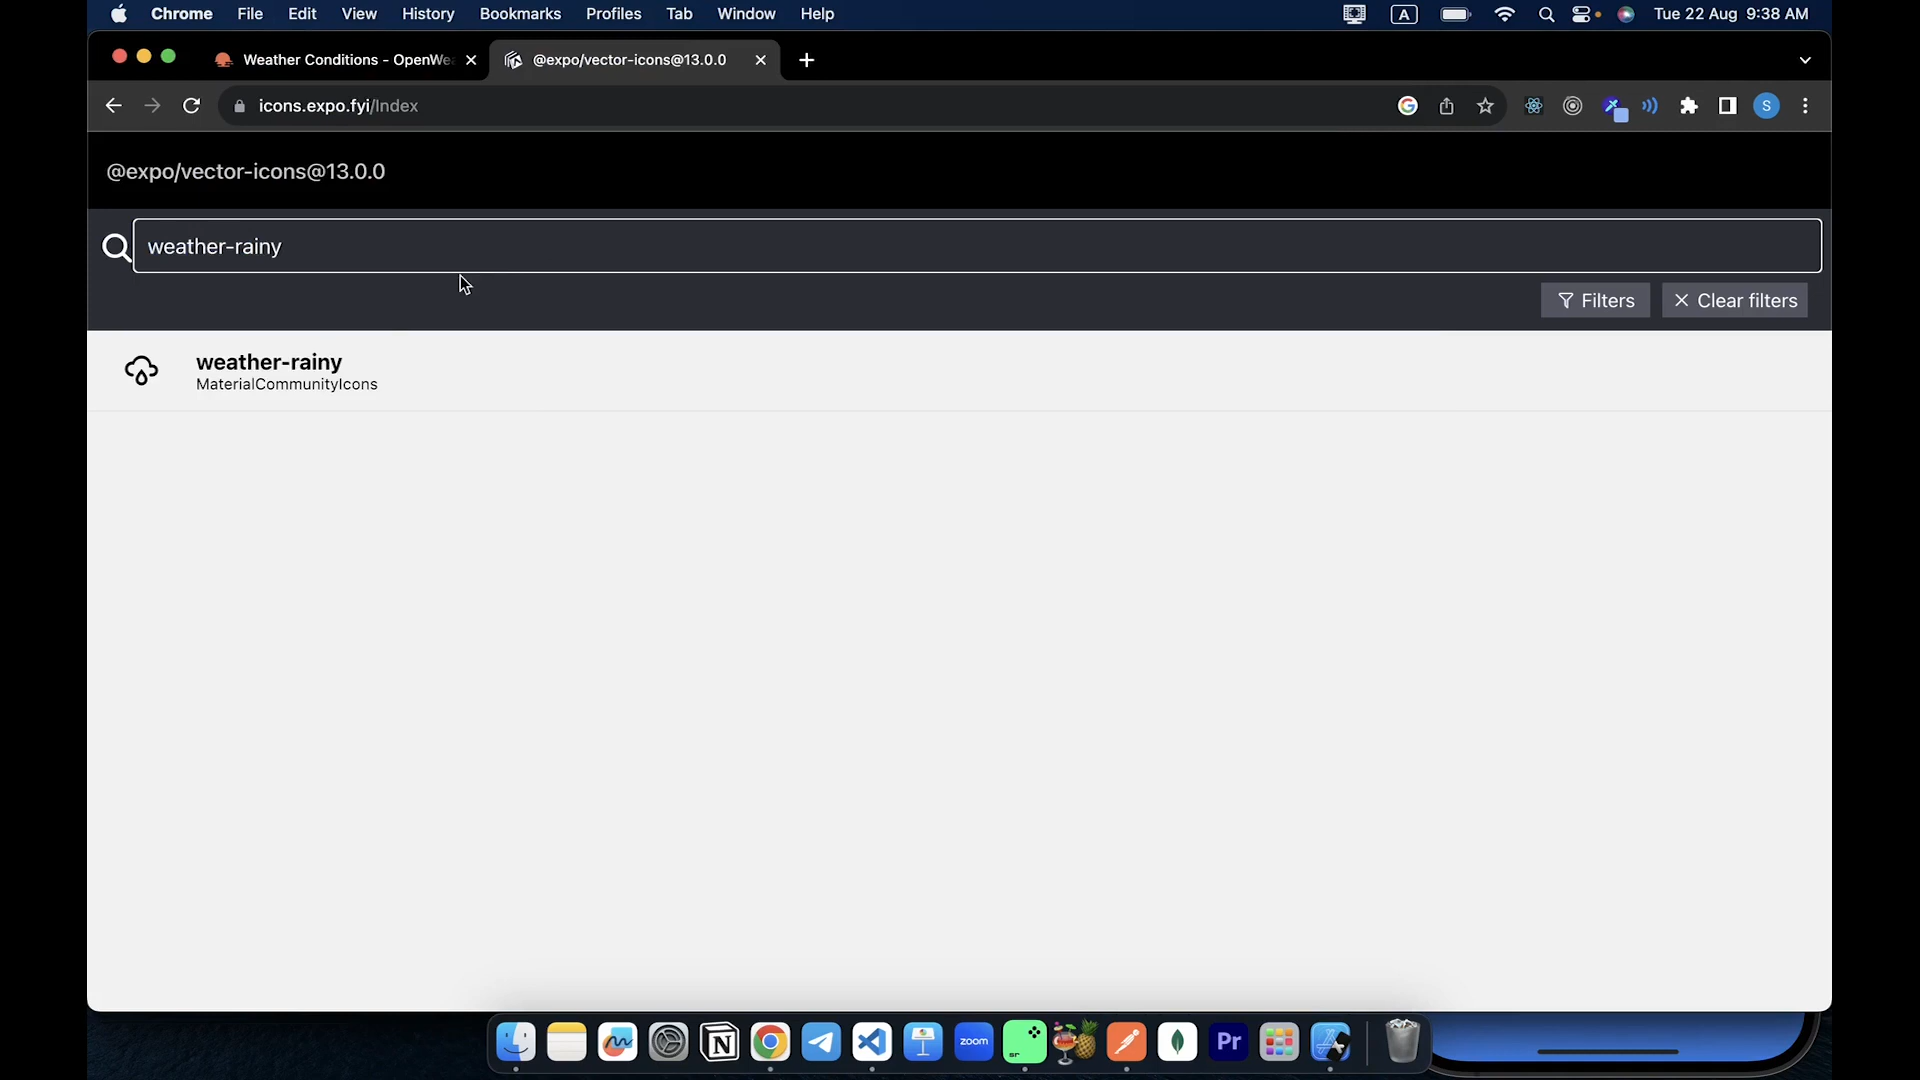 Chrome File Edit View History Bookmarks Profiles Tab Window Help A Tue 22 Aug 9:38 AM
Weather Conditions - OpenWe @expo/vector-icons@13.0.0
icons.expo.fyi/Index S
@expo/vector-icons@13.0.0
weather-rainy
Filters Clear filters
weather-rainy
MaterialCommunityIcons
zoom sr Pr